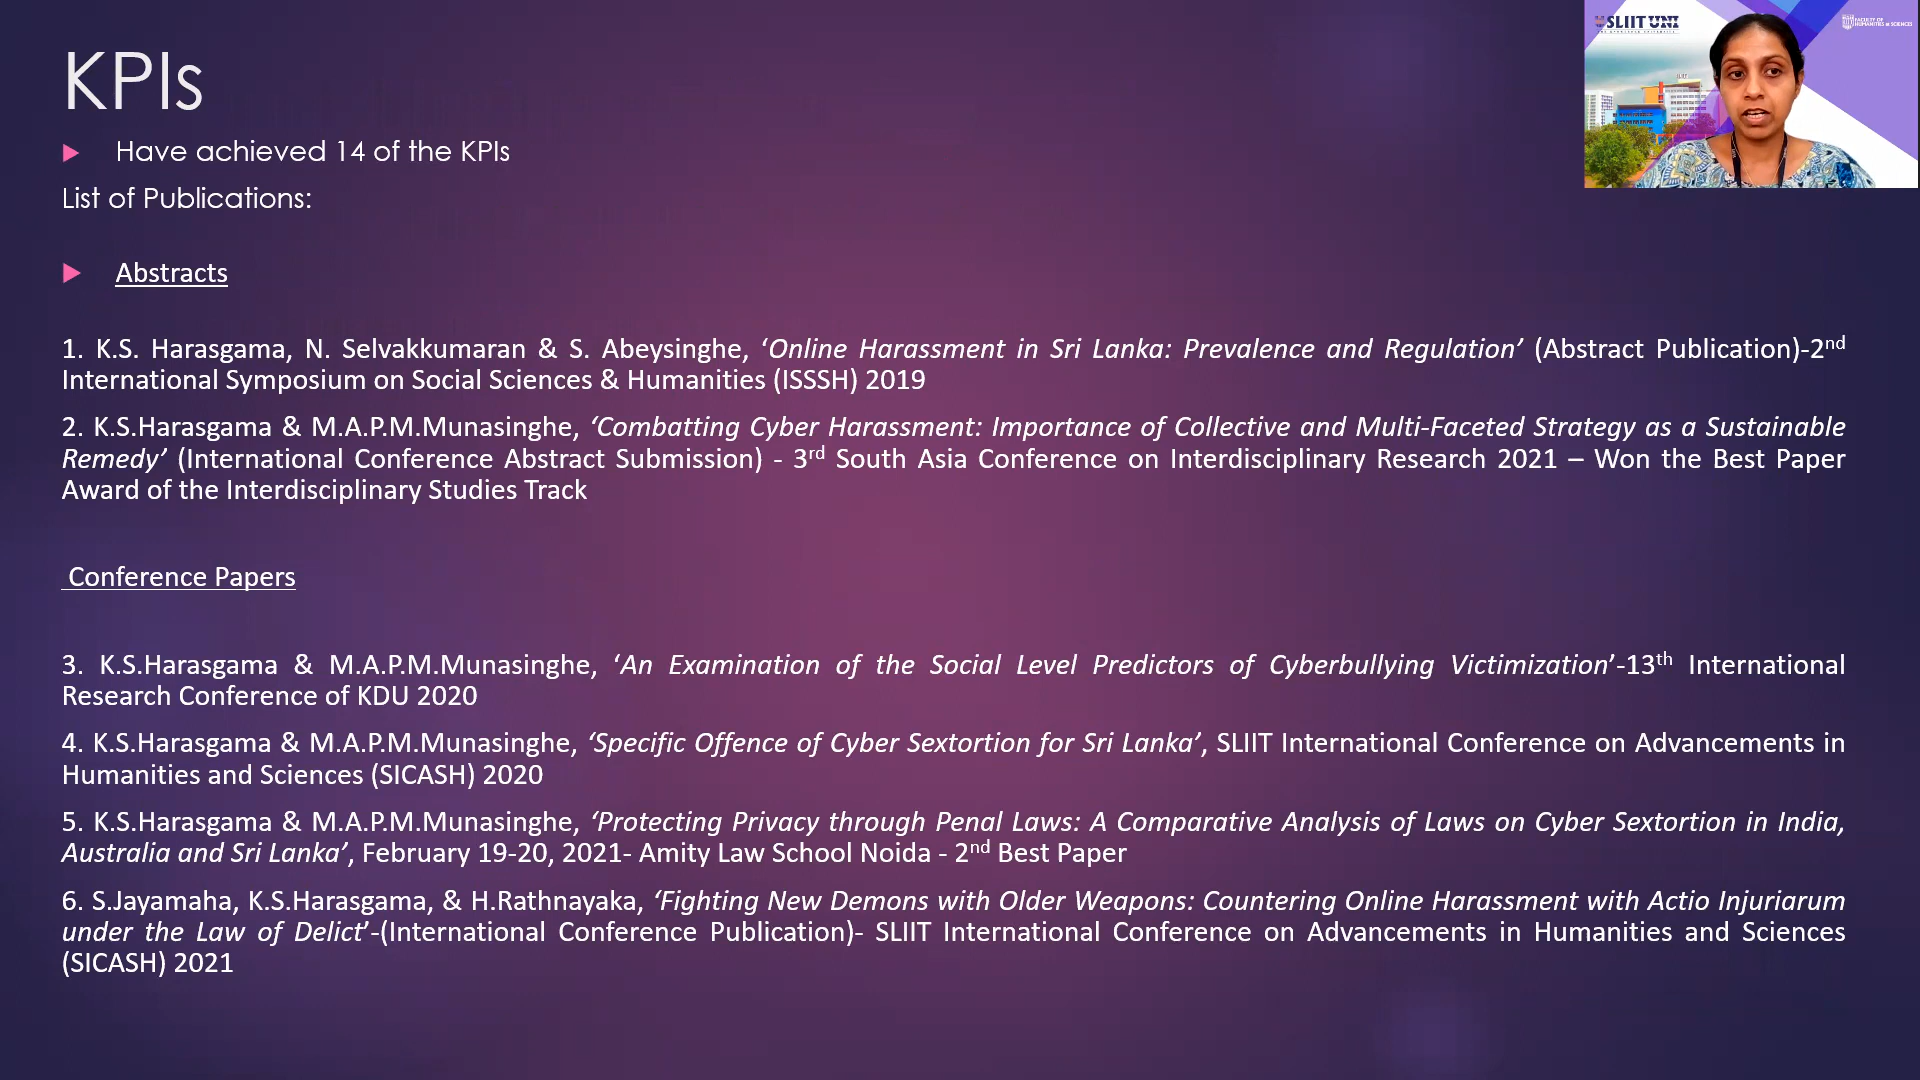 KPIs
Have achieved 14 of the KPIs
List of Publications:
Abstracts
1. K.S. Harasgama, N. Selvakkumaran & S. Abeysinghe, ‘Online Harassment in Sri Lanka: Prevalence and Regulation’ (Abstract Publication)-2nd
International Symposium on Social Sciences & Humanities (ISSSH) 2019
2. K.S.Harasgama & M.A.P.M.Munasinghe, ‘Combatting Cyber Harassment: Importance of Collective and Multi-Faceted Strategy as a Sustainable
Remedy’ (International Conference Abstract Submission) - 3rd South Asia Conference on Interdisciplinary Research 2021 – Won the Best Paper
Award of the Interdisciplinary Studies Track
Conference Papers
3. K.S.Harasgama & M.A.P.M.Munasinghe, ‘An Examination of the Social Level Predictors of Cyberbullying Victimization’-13th International
Research Conference of KDU 2020
4. K.S.Harasgama & M.A.P.M.Munasinghe, ‘Specific Offence of Cyber Sextortion for Sri Lanka’, SLIIT International Conference on Advancements in
Humanities and Sciences (SICASH) 2020
5. K.S.Harasgama & M.A.P.M.Munasinghe, ‘Protecting Privacy through Penal Laws: A Comparative Analysis of Laws on Cyber Sextortion in India,
Australia and Sri Lanka’, February 19-20, 2021- Amity Law School Noida - 2nd Best Paper
6. S.Jayamaha, K.S.Harasgama, & H.Rathnayaka, ‘Fighting New Demons with Older Weapons: Countering Online Harassment with Actio Injuriarum
under the Law of Delict’-(International Conference Publication)- SLIIT International Conference on Advancements in Humanities and Sciences
(SICASH) 2021
SLIIT UNI
FACULTY OF
HUMANITIES & SCIENCES